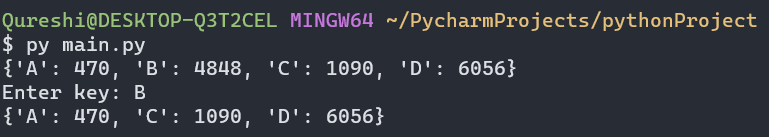 Qureshi@DESKTOP-Q3T2CEL MINGW64 ~/PycharmProjects/pythonProject
$ py main.py
{'A': 470, 'B': 4848, 'C': 1090, 'D': 6056}
Enter key: B
{'A': 470, 'C': 1090, 'D': 6056}